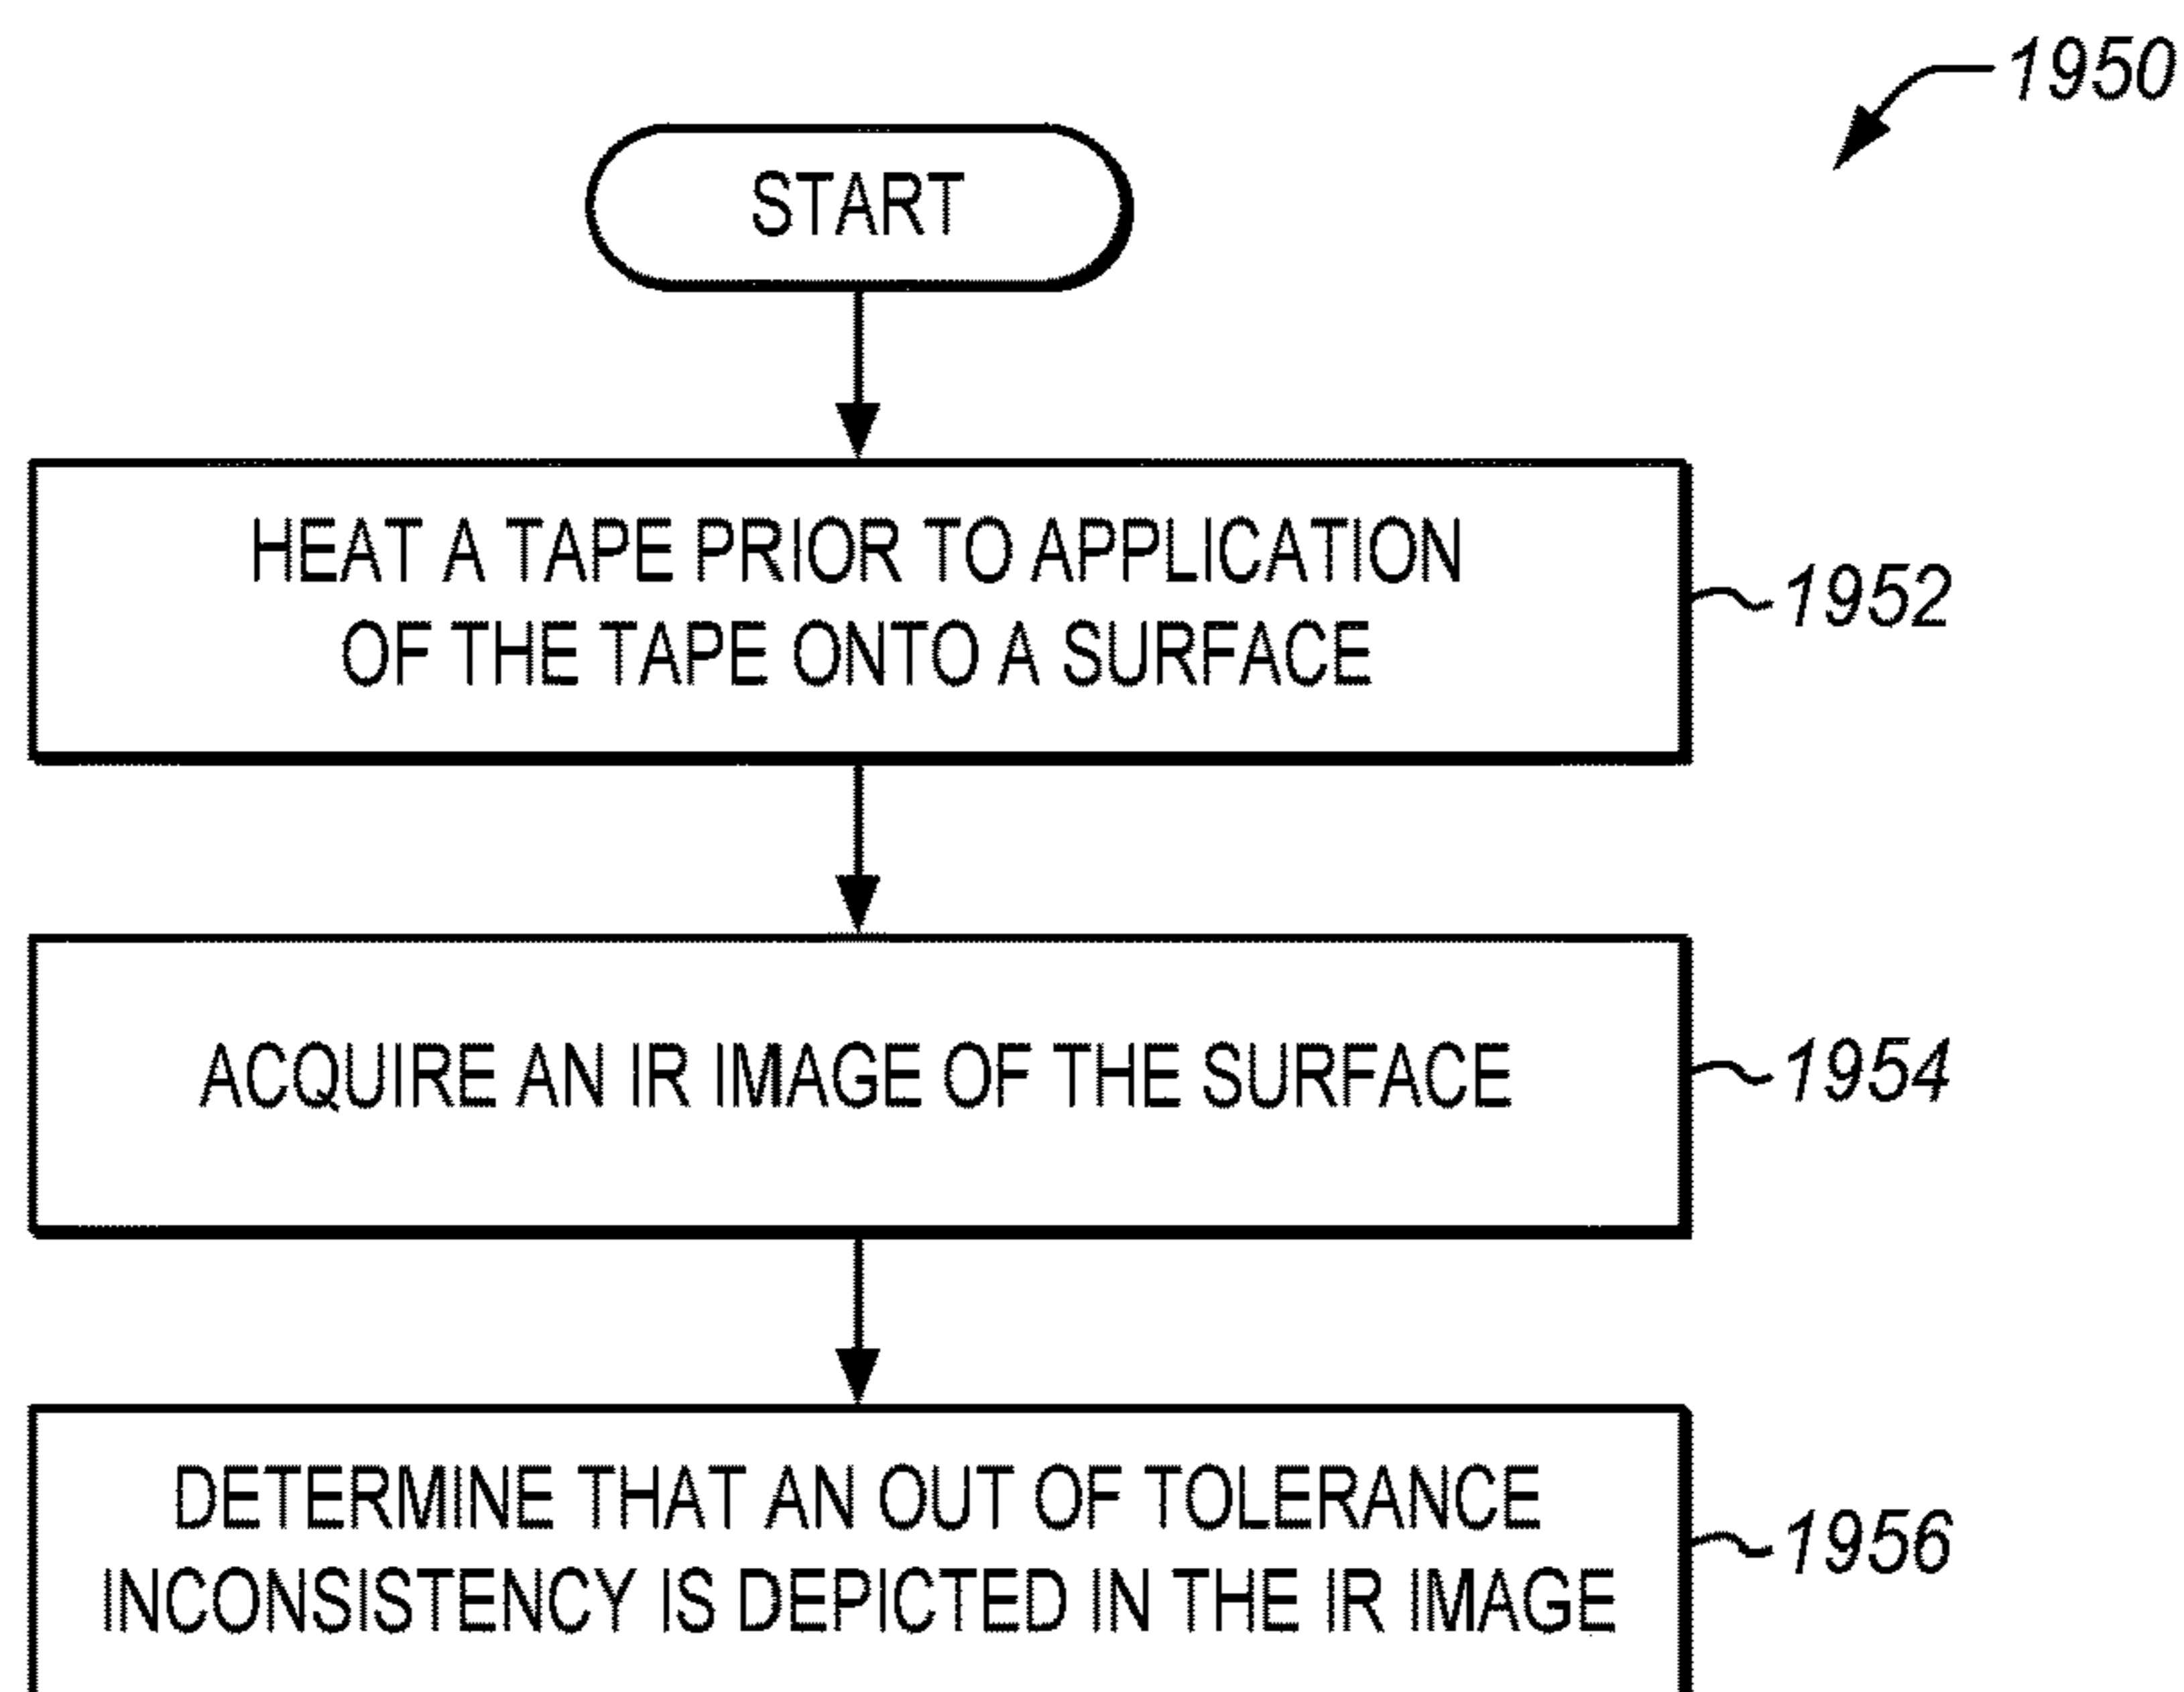 1950
START
HEAT A TAPE PRIOR TO APPLICATION
OF THE TAPE ONTO A SURFACE
1952
ACQUIRE AN IR IMAGE OF THE SURFACE
1954
DETERMINE THAT AN OUT OF TOLERANCE
INCONSISTENCY IS DEPICTED IN THE IR IMAGE
1956